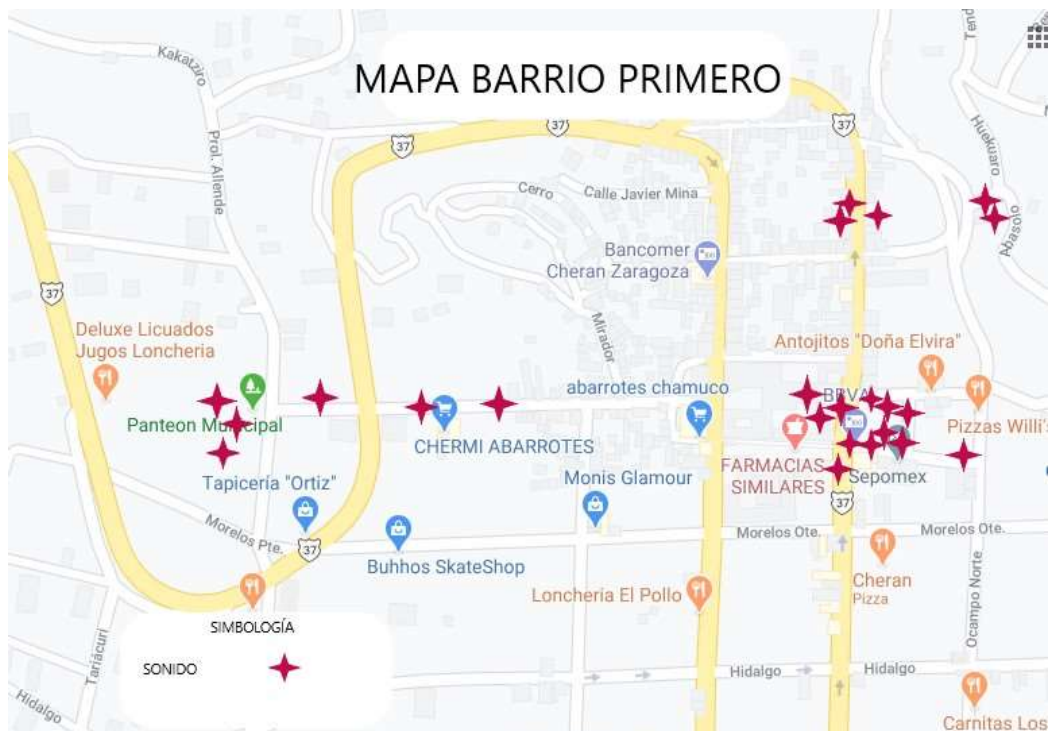 MAPA BARRIO PRIMERO
Kakatziro
Prol. Allende
37
37
37
Huekuaro
Abasolo
Cerro
Calle Javier Mina
Bancomer
Cheran Zaragoza
37
Deluxe Licuados
Jugos Loncheria
Mirador
Antojitos "Doña Elvira"
abarrotes chamuco
BBVA
Panteon Municipal
CHERMI ABARROTES
Pizzas Willi's
FARMACIAS
SIMILARES
Sepomex
Tapicería "Ortiz"
Monis Glamour
37
Morelos Pte.
37
Morelos Ote.
Morelos Ote.
Buhhos SkateShop
Cheran
Pizza
Loncheria El Pollo
Ocampo Norte
SIMBOLOGÍA
SONIDO
Tariácuri
Hidalgo
Hidalgo
Hidalgo
Carnitas Los